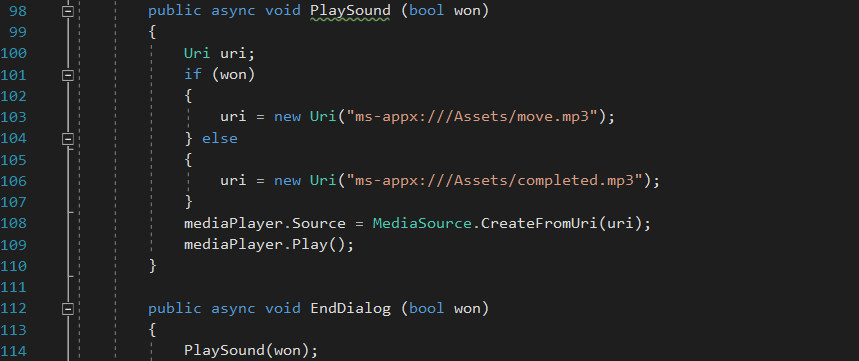 98 public async void PlaySound (bool won)
99 {
100 Uri uri;
101 if (won)
102 {
103 uri = new Uri("ms-appx:///Assets/move.mp3");
104 } else
105 {
106 uri = new Uri("ms-appx:///Assets/completed.mp3");
107 }
108 mediaPlayer.Source = MediaSource.CreateFromUri(uri);
109 mediaPlayer.Play();
110 }
111
112 public async void EndDialog (bool won)
113 {
114 PlaySound(won);